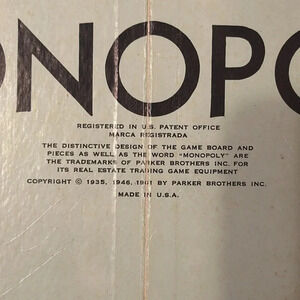 ONOPO
REGISTERED IN U.S. PATENT OFFICE
MARCA REGISTRADA
THE DISTINCTIVE DESIGN OF THE GAME BOARD AND
PIECES AS WELL AS THE WORD "MONOPOLY" ARE
THE TRADEMARKS OF PARKER BROTHERS INC. FOR
ITS REAL ESTATE TRADING GAME EQUIPMENT
COPYRIGHT © 1935, 1946, 1961 BY PARKER BROTHERS INC.
MADE IN U.S.A.